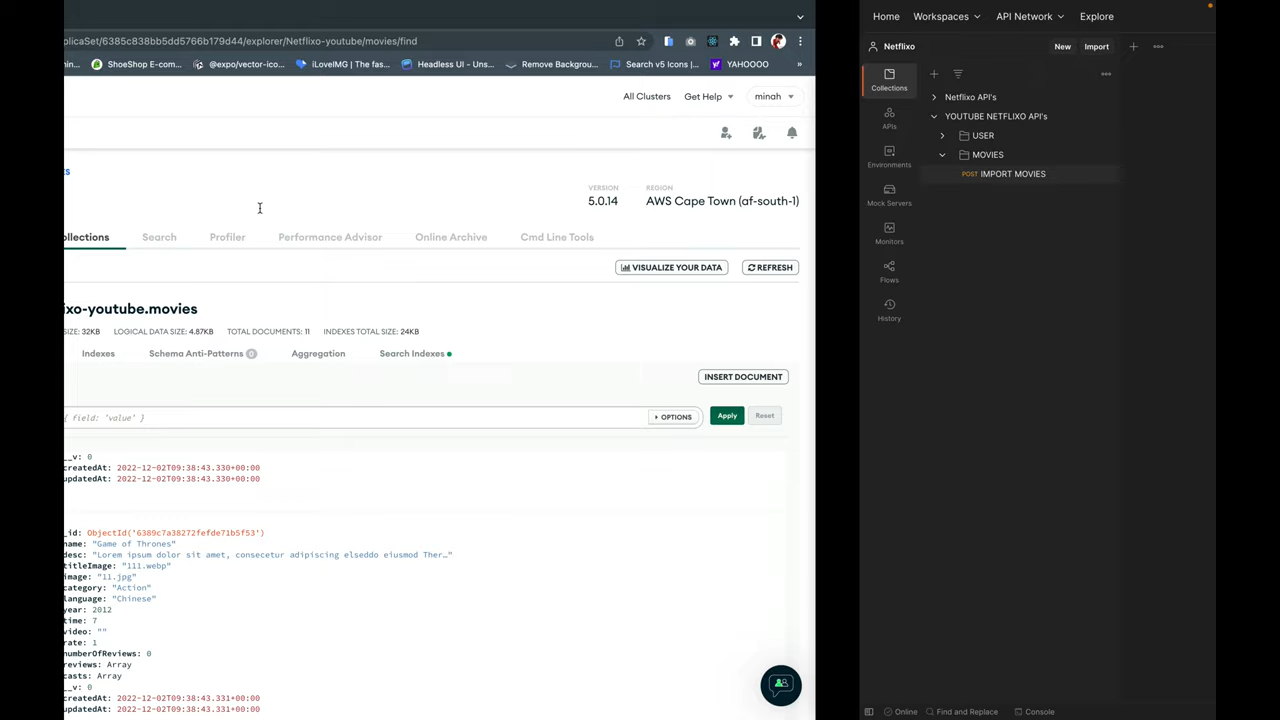 plicaSet/6385c838bb5dd5766b179d44/explorer/Netflixo-youtube/movies/find
min...
ShoeShop E-com...
@expo/vector-ico...
iLoveIMG | The fast...
Headless UI - Uns...
Remove Backgrou...
Search v5 Icons |...
YAHOOOO
»
All Clusters
Get Help
minah
VERSION
5.0.14
REGION
AWS Cape Town (af-south-1)
ollections
Search
Profiler
Performance Advisor
Online Archive
Cmd Line Tools
VISUALIZE YOUR DATA
REFRESH
ixo-youtube.movies
SIZE: 32KB
LOGICAL DATA SIZE: 4.87KB
TOTAL DOCUMENTS: 11
INDEXES TOTAL SIZE: 24KB
Indexes
Schema Anti-Patterns 0
Aggregation
Search Indexes
INSERT DOCUMENT
{ field: 'value' }
OPTIONS
Apply
Reset
__v: 0
createdAt: 2022-12-02T09:38:43.330+00:00
updatedAt: 2022-12-02T09:38:43.330+00:00
_id: ObjectId('6389c7a38272fefde71b5f53')
name: "Game of Thrones"
desc: "Lorem ipsum dolor sit amet, consectetur adipiscing elseddo eiusmod Ther…"
titleImage: "111.webp"
image: "11.jpg"
category: "Action"
language: "Chinese"
year: 2012
time: 7
video: ""
rate: 1
numberOfReviews: 0
reviews: Array
casts: Array
__v: 0
createdAt: 2022-12-02T09:38:43.331+00:00
updatedAt: 2022-12-02T09:38:43.331+00:00
Home
Workspaces
API Network
Explore
Netflixo
New
Import
Collections
APIs
Environments
Mock Servers
Monitors
Flows
History
Netflixo API's
YOUTUBE NETFLIXO API's
USER
MOVIES
POST IMPORT MOVIES
Online
Find and Replace
Console